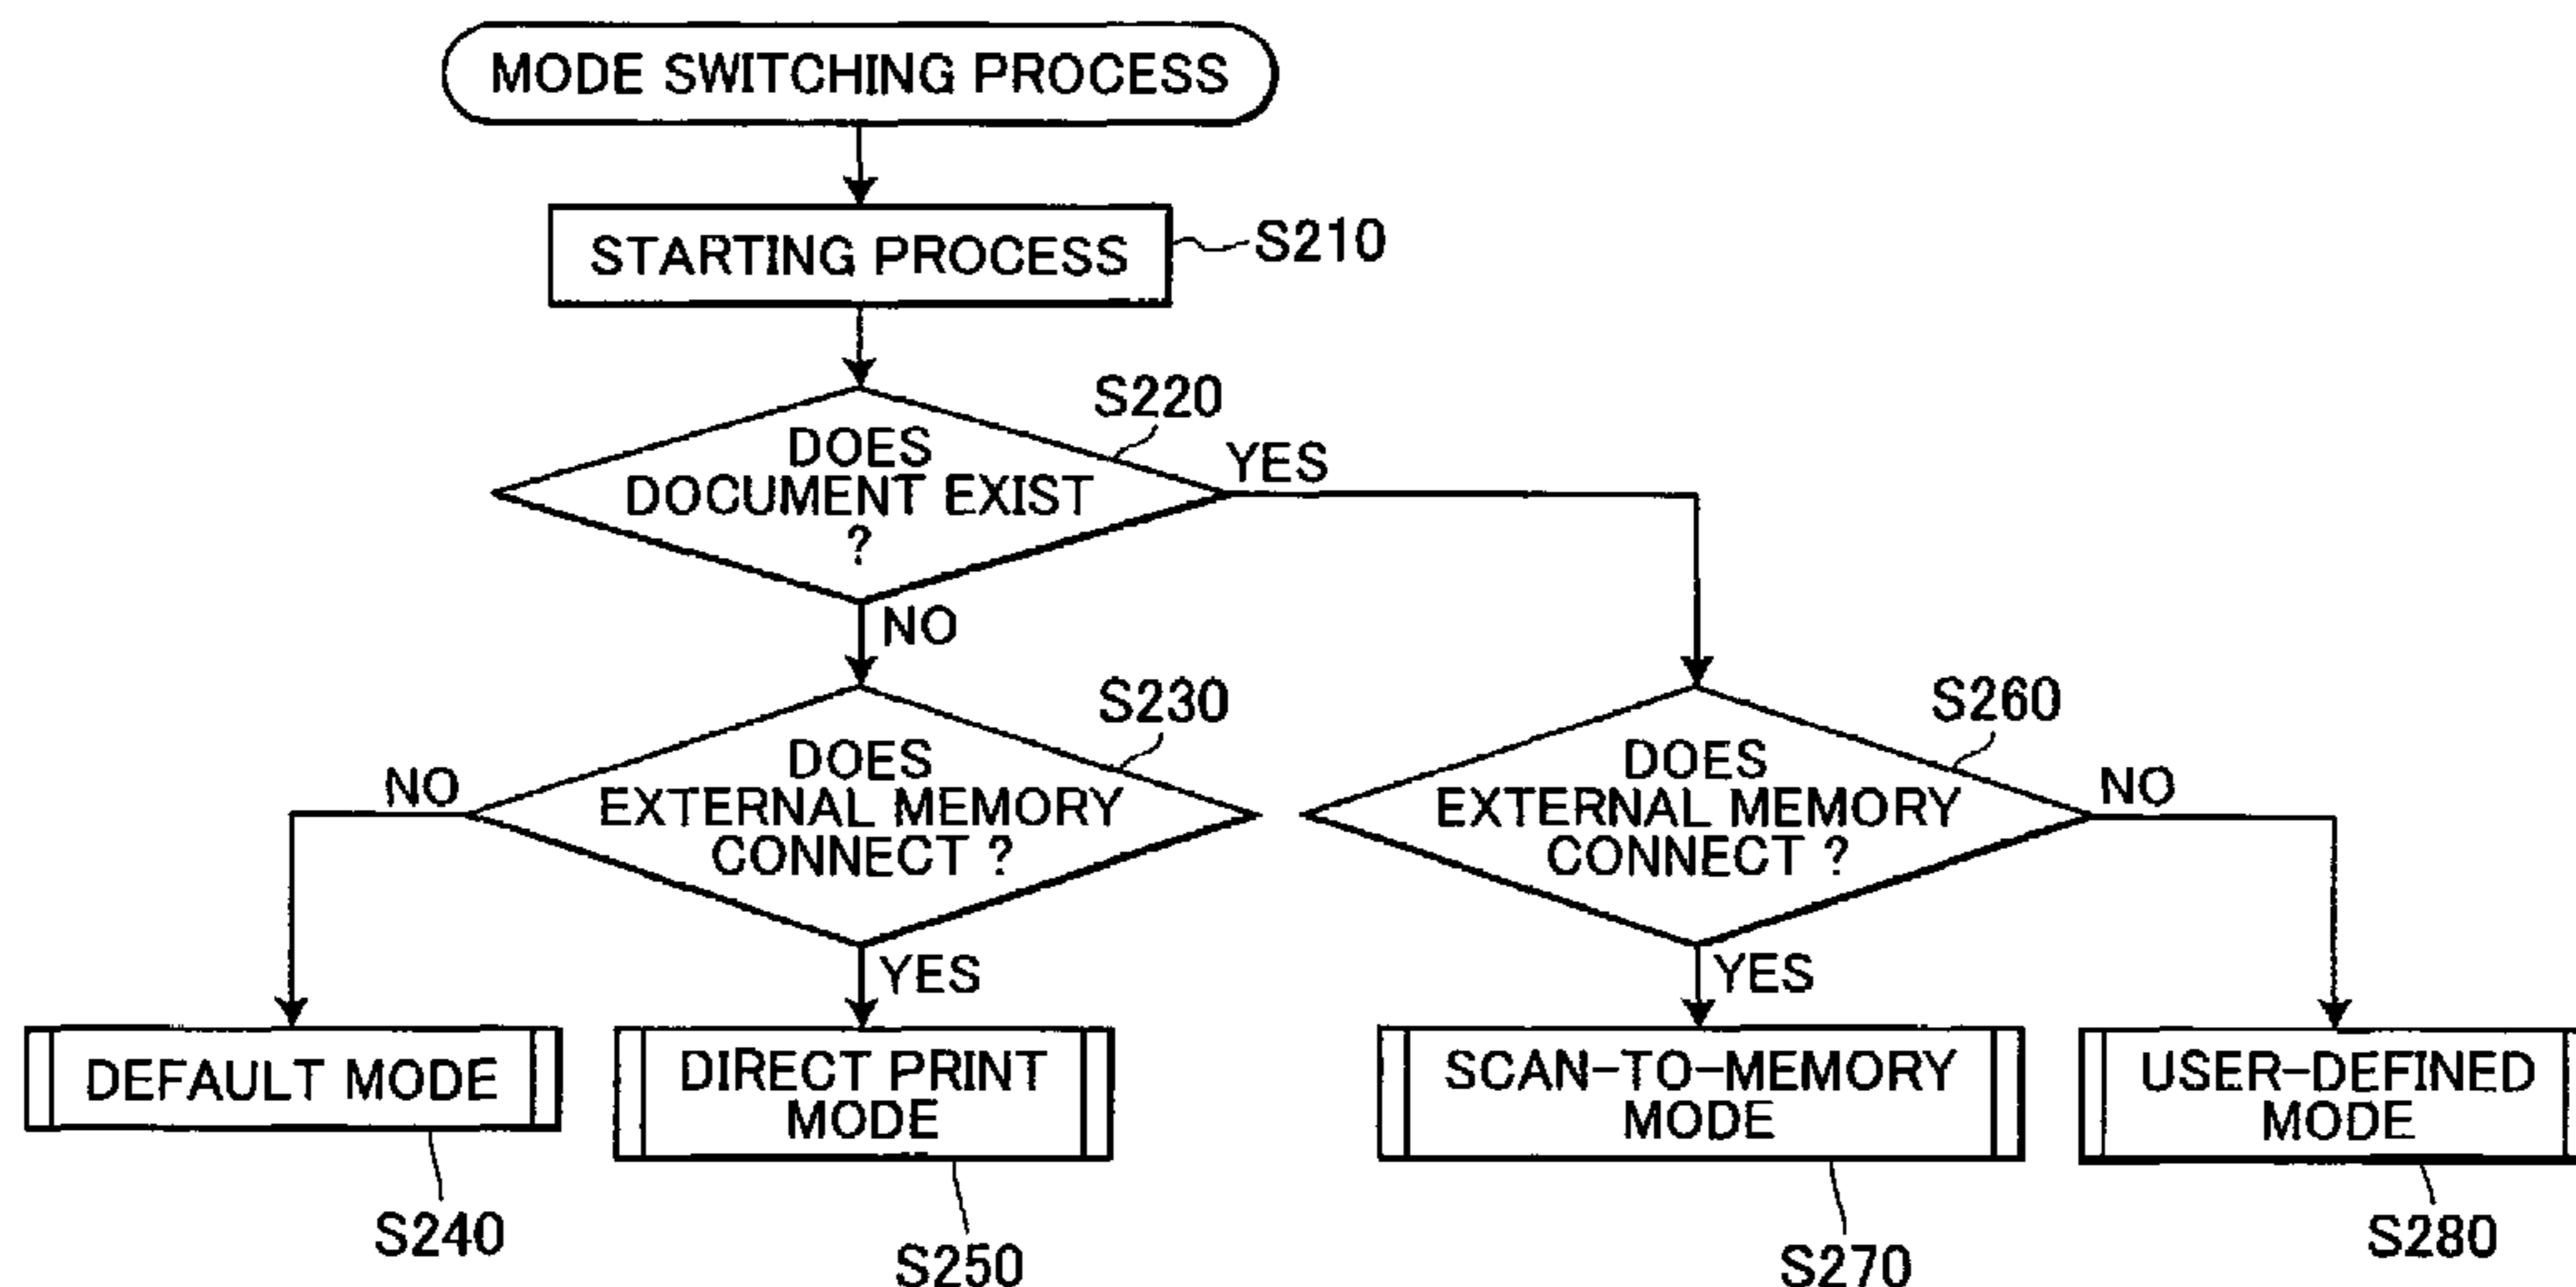 MODE SWITCHING PROCESS
STARTING PROCESS
S210
S220
DOES
DOCUMENT EXIST
?
YES
NO
S230
DOES
EXTERNAL MEMORY
CONNECT ?
NO
YES
S260
DOES
EXTERNAL MEMORY
CONNECT ?
NO
YES
DEFAULT MODE
S240
DIRECT PRINT
MODE
S250
SCAN-TO-MEMORY
MODE
S270
USER-DEFINED
MODE
S280